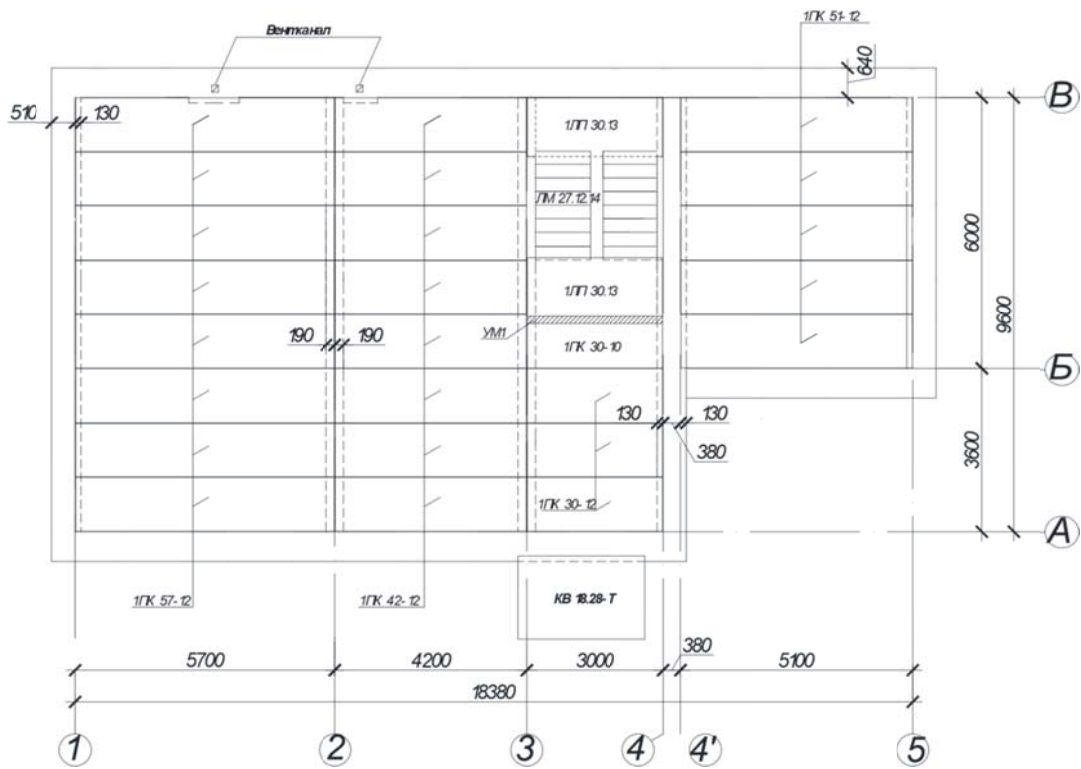 1ПК 51-12
Вентканал
640
В
510
130
1ЛП 30.13
ЛМ 27.12.14
6000
9600
1ЛП 30.13
190
190
УМ1
1ПК 30-10
Б
130
130
380
3600
1ПК 30-12
А
1ПК 57-12
1ПК 42-12
КВ 18.28-Т
5700
4200
3000
380
5100
18380
1
2
3
4
4'
5